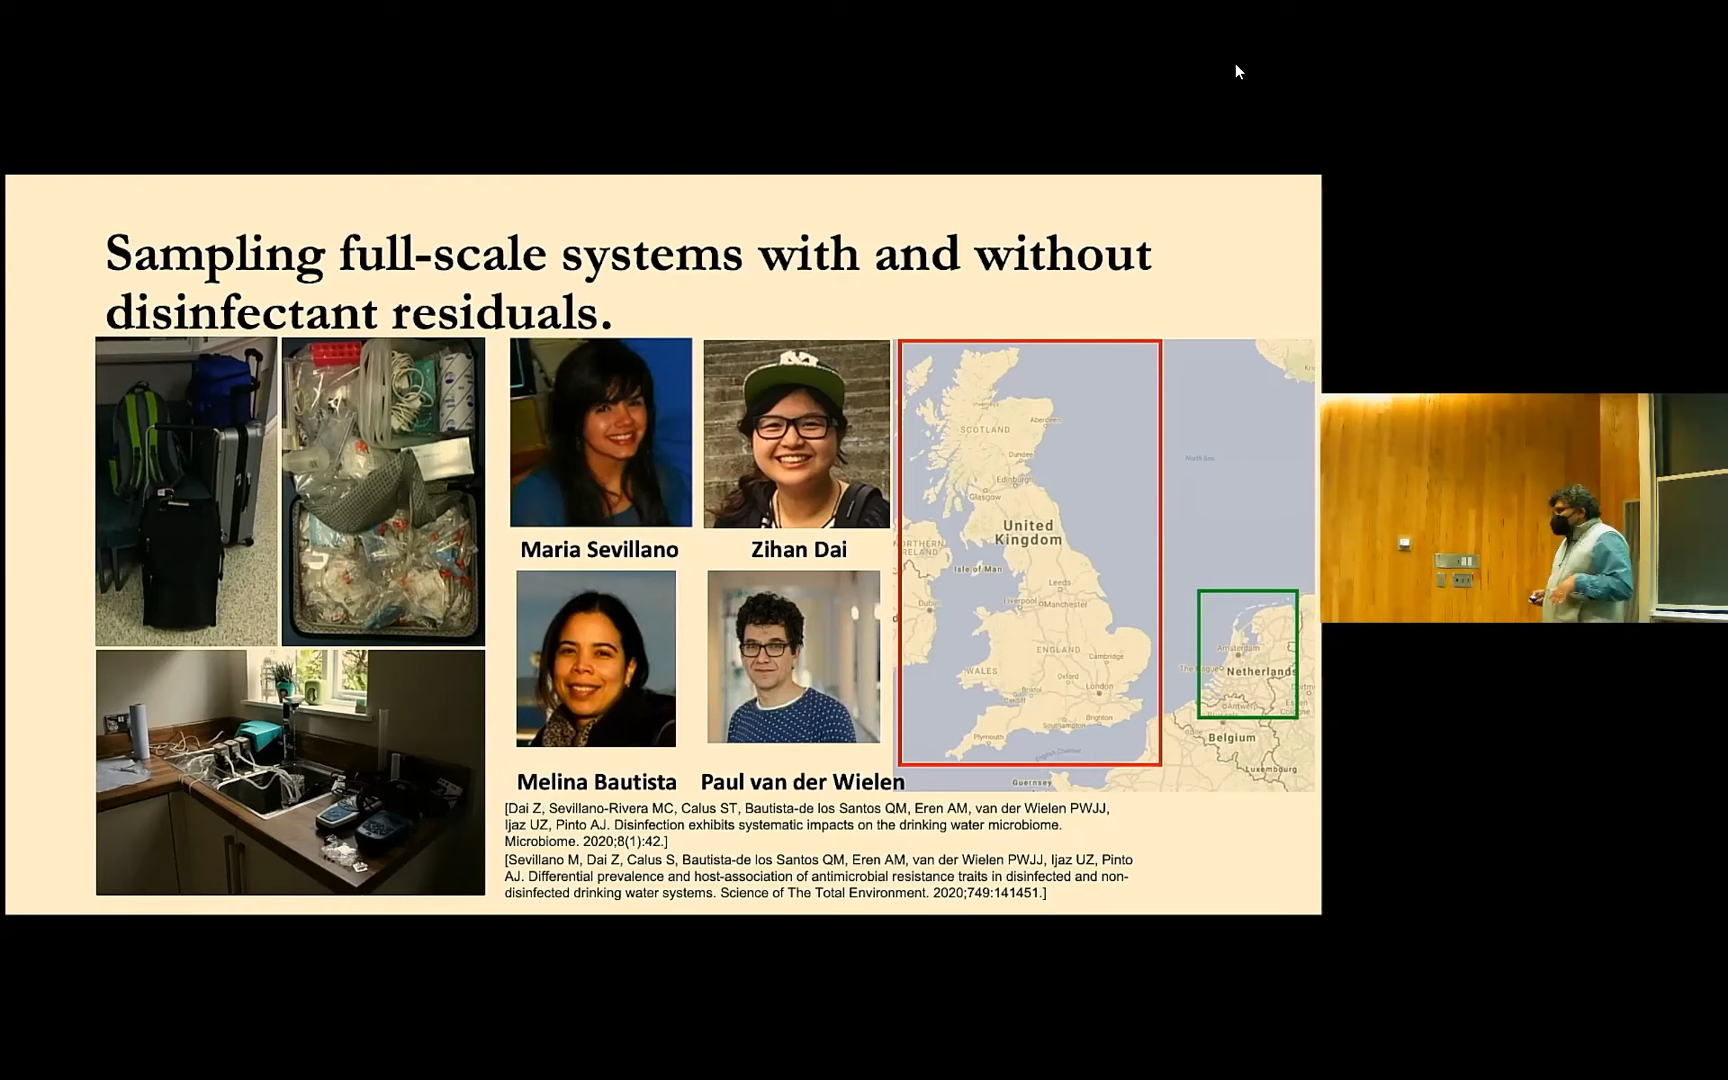 Sampling full-scale systems with and without
disinfectant residuals.
Maria Sevillano
Zihan Dai
Melina Bautista
Paul van der Wielen
SCOTLAND
Aberdeen
Dundee
Edinburgh
Glasgow
North Sea
United
Kingdom
NORTHERN
IRELAND
Isle of Man
Leeds
Liverpool
Manchester
Dublin
ENGLAND
Cambridge
WALES
Oxford
London
Bristol
Cardiff
Brighton
Southampton
Plymouth
English Channel
Guernsey
Amsterdam
The Hague
Netherlands
Antwerp
Belgium
Luxembourg
[Dai Z, Sevillano-Rivera MC, Calus ST, Bautista-de los Santos QM, Eren AM, van der Wielen PWJJ,
Ijaz UZ, Pinto AJ. Disinfection exhibits systematic impacts on the drinking water microbiome.
Microbiome. 2020;8(1):42.]
[Sevillano M, Dai Z, Calus S, Bautista-de los Santos QM, Eren AM, van der Wielen PWJJ, Ijaz UZ, Pinto
AJ. Differential prevalence and host-association of antimicrobial resistance traits in disinfected and non-
disinfected drinking water systems. Science of The Total Environment. 2020;749:141451.]